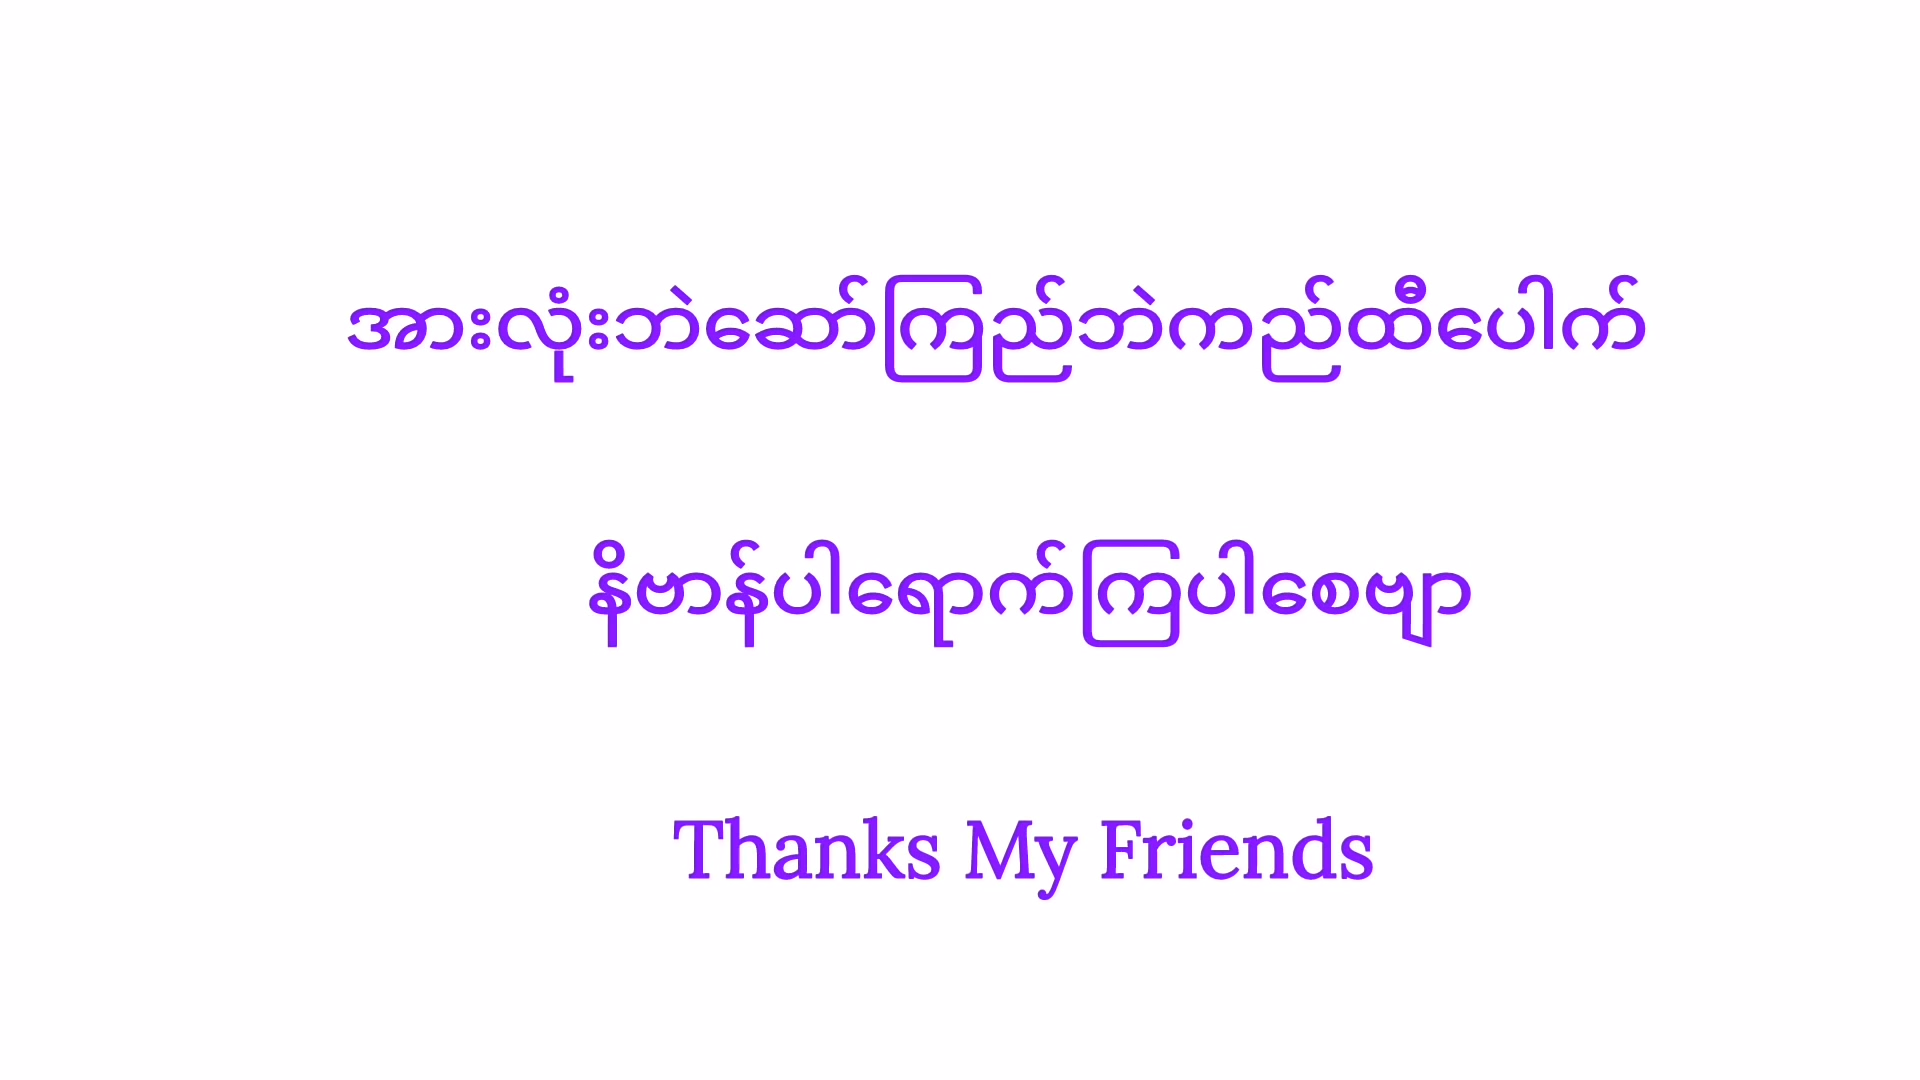 အားလုံးဘဲဆော်ကြည်ဘဲကည်ထီပေါက်
နိဗာန်ပါရောက်ကြပါစေဗျာ
Thanks My Friends